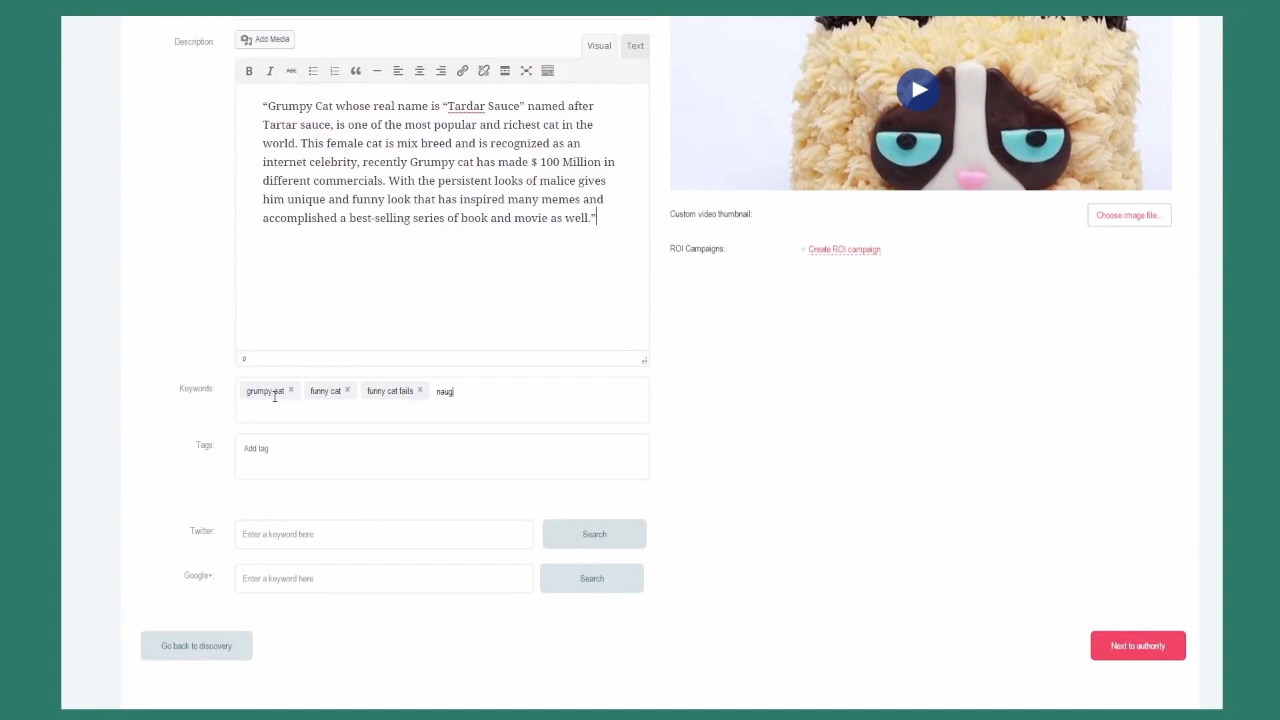 Description:
Add Media
Visual
Text
B I ABC
“Grumpy Cat whose real name is “Tardar Sauce” named after
Tartar sauce, is one of the most popular and richest cat in the
world. This female cat is mix breed and is recognized as an
internet celebrity, recently Grumpy cat has made $ 100 Million in
different commercials. With the persistent looks of malice gives
him unique and funny look that has inspired many memes and
accomplished a best-selling series of book and movie as well.”
p
Custom video thumbnail:
Choose image file...
ROI Campaigns:
+ Create ROI campaign
Keywords:
grumpy cat × funny cat × funny cat fails × naug
Tags:
Add tag
Twitter:
Enter a keyword here
Search
Google+:
Enter a keyword here
Search
Go back to discovery
Next to authority